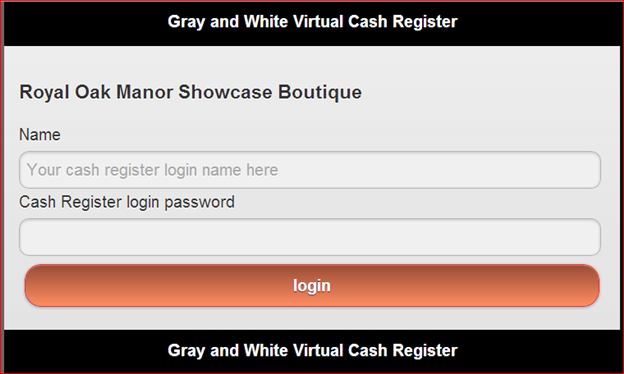 Gray and White Virtual Cash Register
Royal Oak Manor Showcase Boutique
Name
Your cash register login name here
Cash Register login password
login
Gray and White Virtual Cash Register